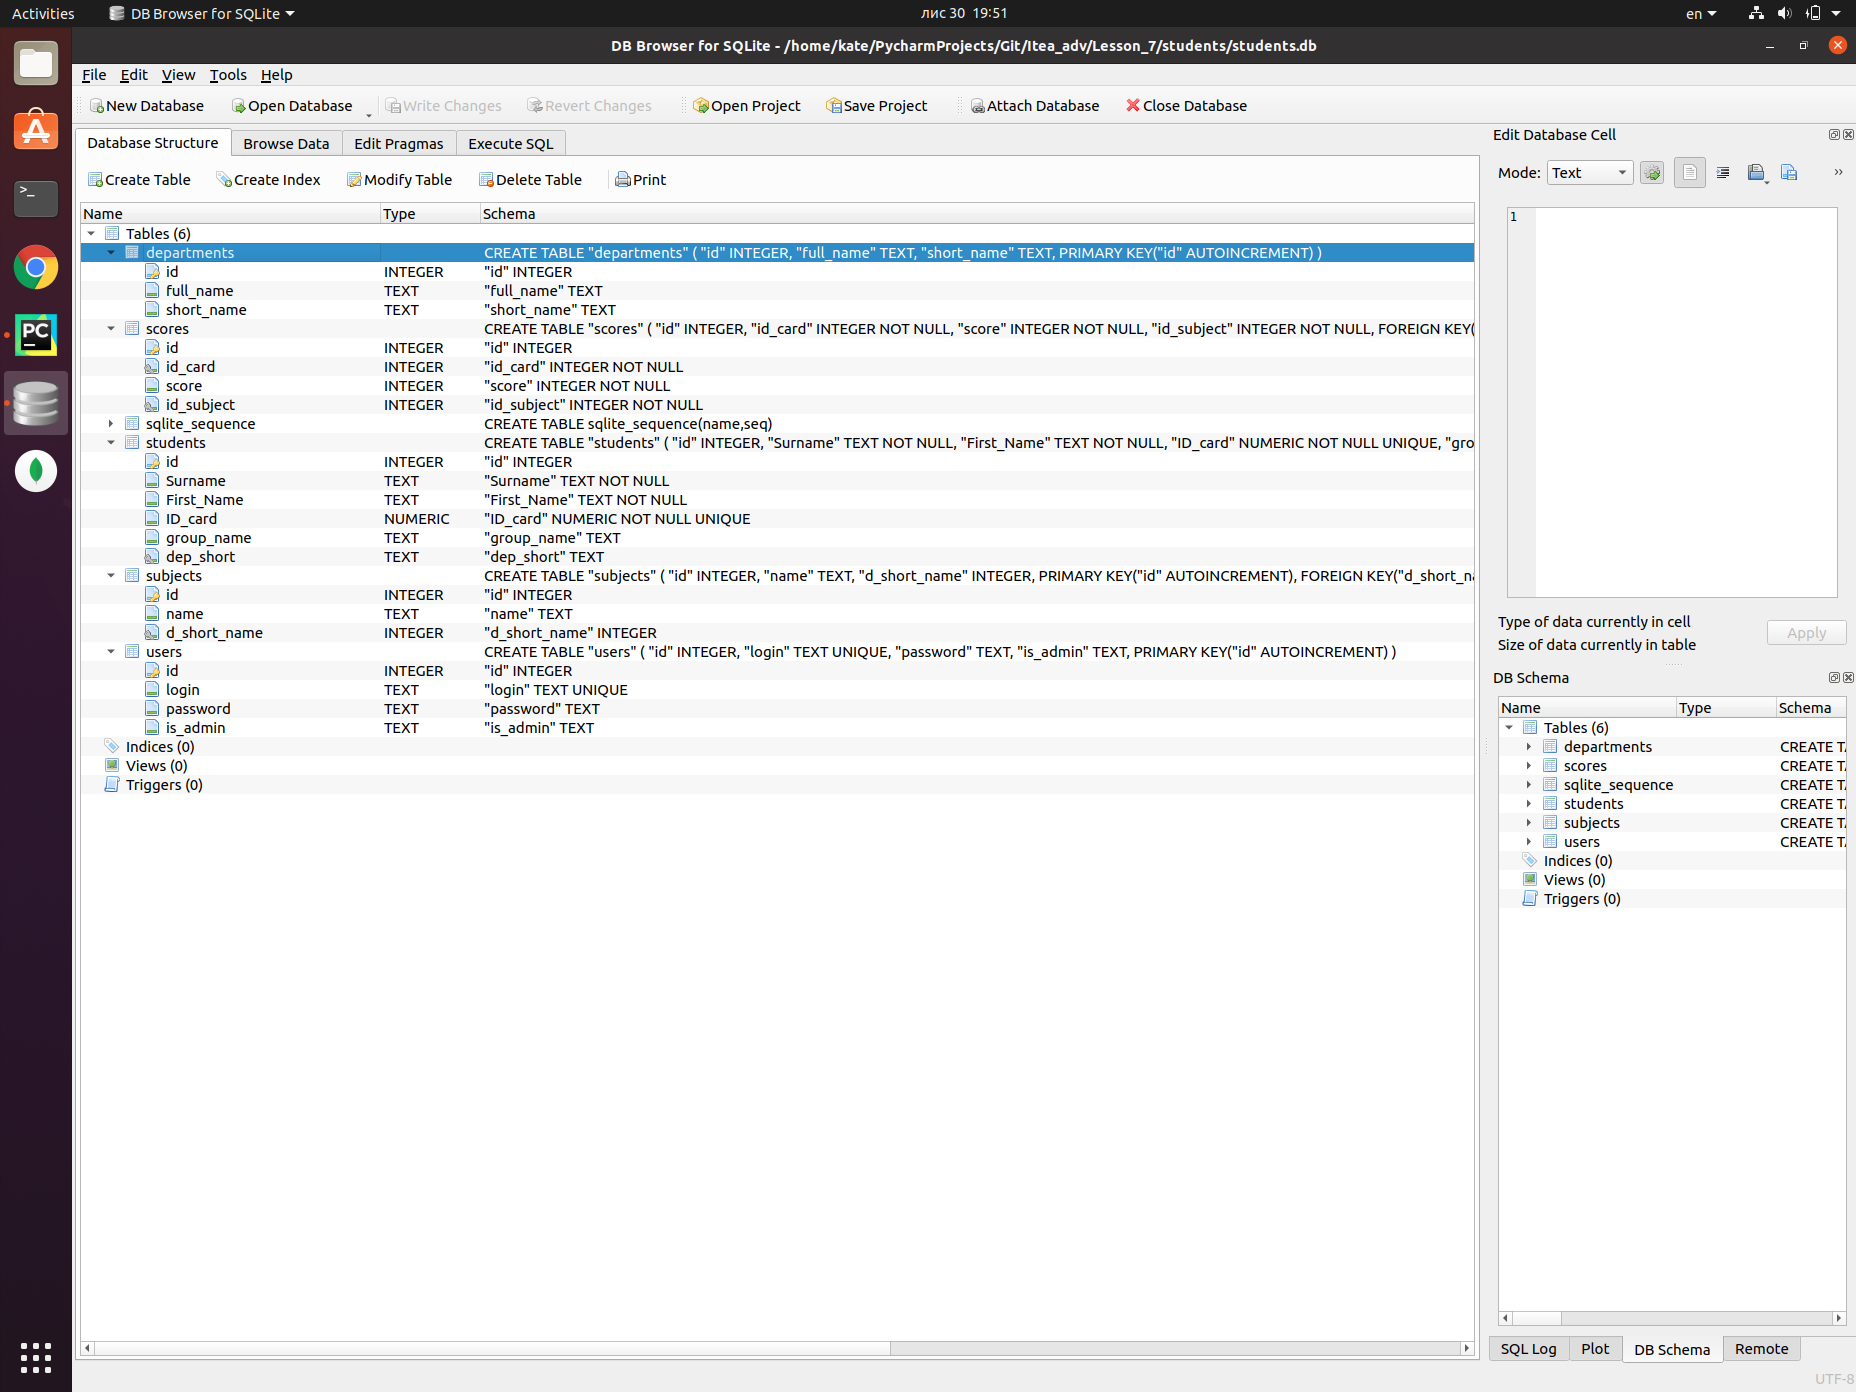 Activities DB Browser for SQLite лис 30 19:51 en
DB Browser for SQLite - /home/kate/PycharmProjects/Git/Itea_adv/Lesson_7/students/students.db
File Edit View Tools Help
New Database Open Database Write Changes Revert Changes Open Project Save Project Attach Database Close Database
Database Structure Browse Data Edit Pragmas Execute SQL
Create Table Create Index Modify Table Delete Table Print
Name Type Schema
Tables (6)
departments CREATE TABLE "departments" ( "id" INTEGER, "full_name" TEXT, "short_name" TEXT, PRIMARY KEY("id" AUTOINCREMENT) )
id INTEGER "id" INTEGER
full_name TEXT "full_name" TEXT
short_name TEXT "short_name" TEXT
scores CREATE TABLE "scores" ( "id" INTEGER, "id_card" INTEGER NOT NULL, "score" INTEGER NOT NULL, "id_subject" INTEGER NOT NULL, FOREIGN KEY(
id INTEGER "id" INTEGER
id_card INTEGER "id_card" INTEGER NOT NULL
score INTEGER "score" INTEGER NOT NULL
id_subject INTEGER "id_subject" INTEGER NOT NULL
sqlite_sequence CREATE TABLE sqlite_sequence(name,seq)
students CREATE TABLE "students" ( "id" INTEGER, "Surname" TEXT NOT NULL, "First_Name" TEXT NOT NULL, "ID_card" NUMERIC NOT NULL UNIQUE, "gro
id INTEGER "id" INTEGER
Surname TEXT "Surname" TEXT NOT NULL
First_Name TEXT "First_Name" TEXT NOT NULL
ID_card NUMERIC "ID_card" NUMERIC NOT NULL UNIQUE
group_name TEXT "group_name" TEXT
dep_short TEXT "dep_short" TEXT
subjects CREATE TABLE "subjects" ( "id" INTEGER, "name" TEXT, "d_short_name" INTEGER, PRIMARY KEY("id" AUTOINCREMENT), FOREIGN KEY("d_short_na
id INTEGER "id" INTEGER
name TEXT "name" TEXT
d_short_name INTEGER "d_short_name" INTEGER
users CREATE TABLE "users" ( "id" INTEGER, "login" TEXT UNIQUE, "password" TEXT, "is_admin" TEXT, PRIMARY KEY("id" AUTOINCREMENT) )
id INTEGER "id" INTEGER
login TEXT "login" TEXT UNIQUE
password TEXT "password" TEXT
is_admin TEXT "is_admin" TEXT
Indices (0)
Views (0)
Triggers (0)
Edit Database Cell
Mode: Text »
1
Type of data currently in cell
Size of data currently in table
Apply
DB Schema
Name Type Schema
Tables (6)
departments CREATE TA
scores CREATE TA
sqlite_sequence CREATE TA
students CREATE TA
subjects CREATE TA
users CREATE TA
Indices (0)
Views (0)
Triggers (0)
SQL Log Plot DB Schema Remote
UTF-8
>_
PC